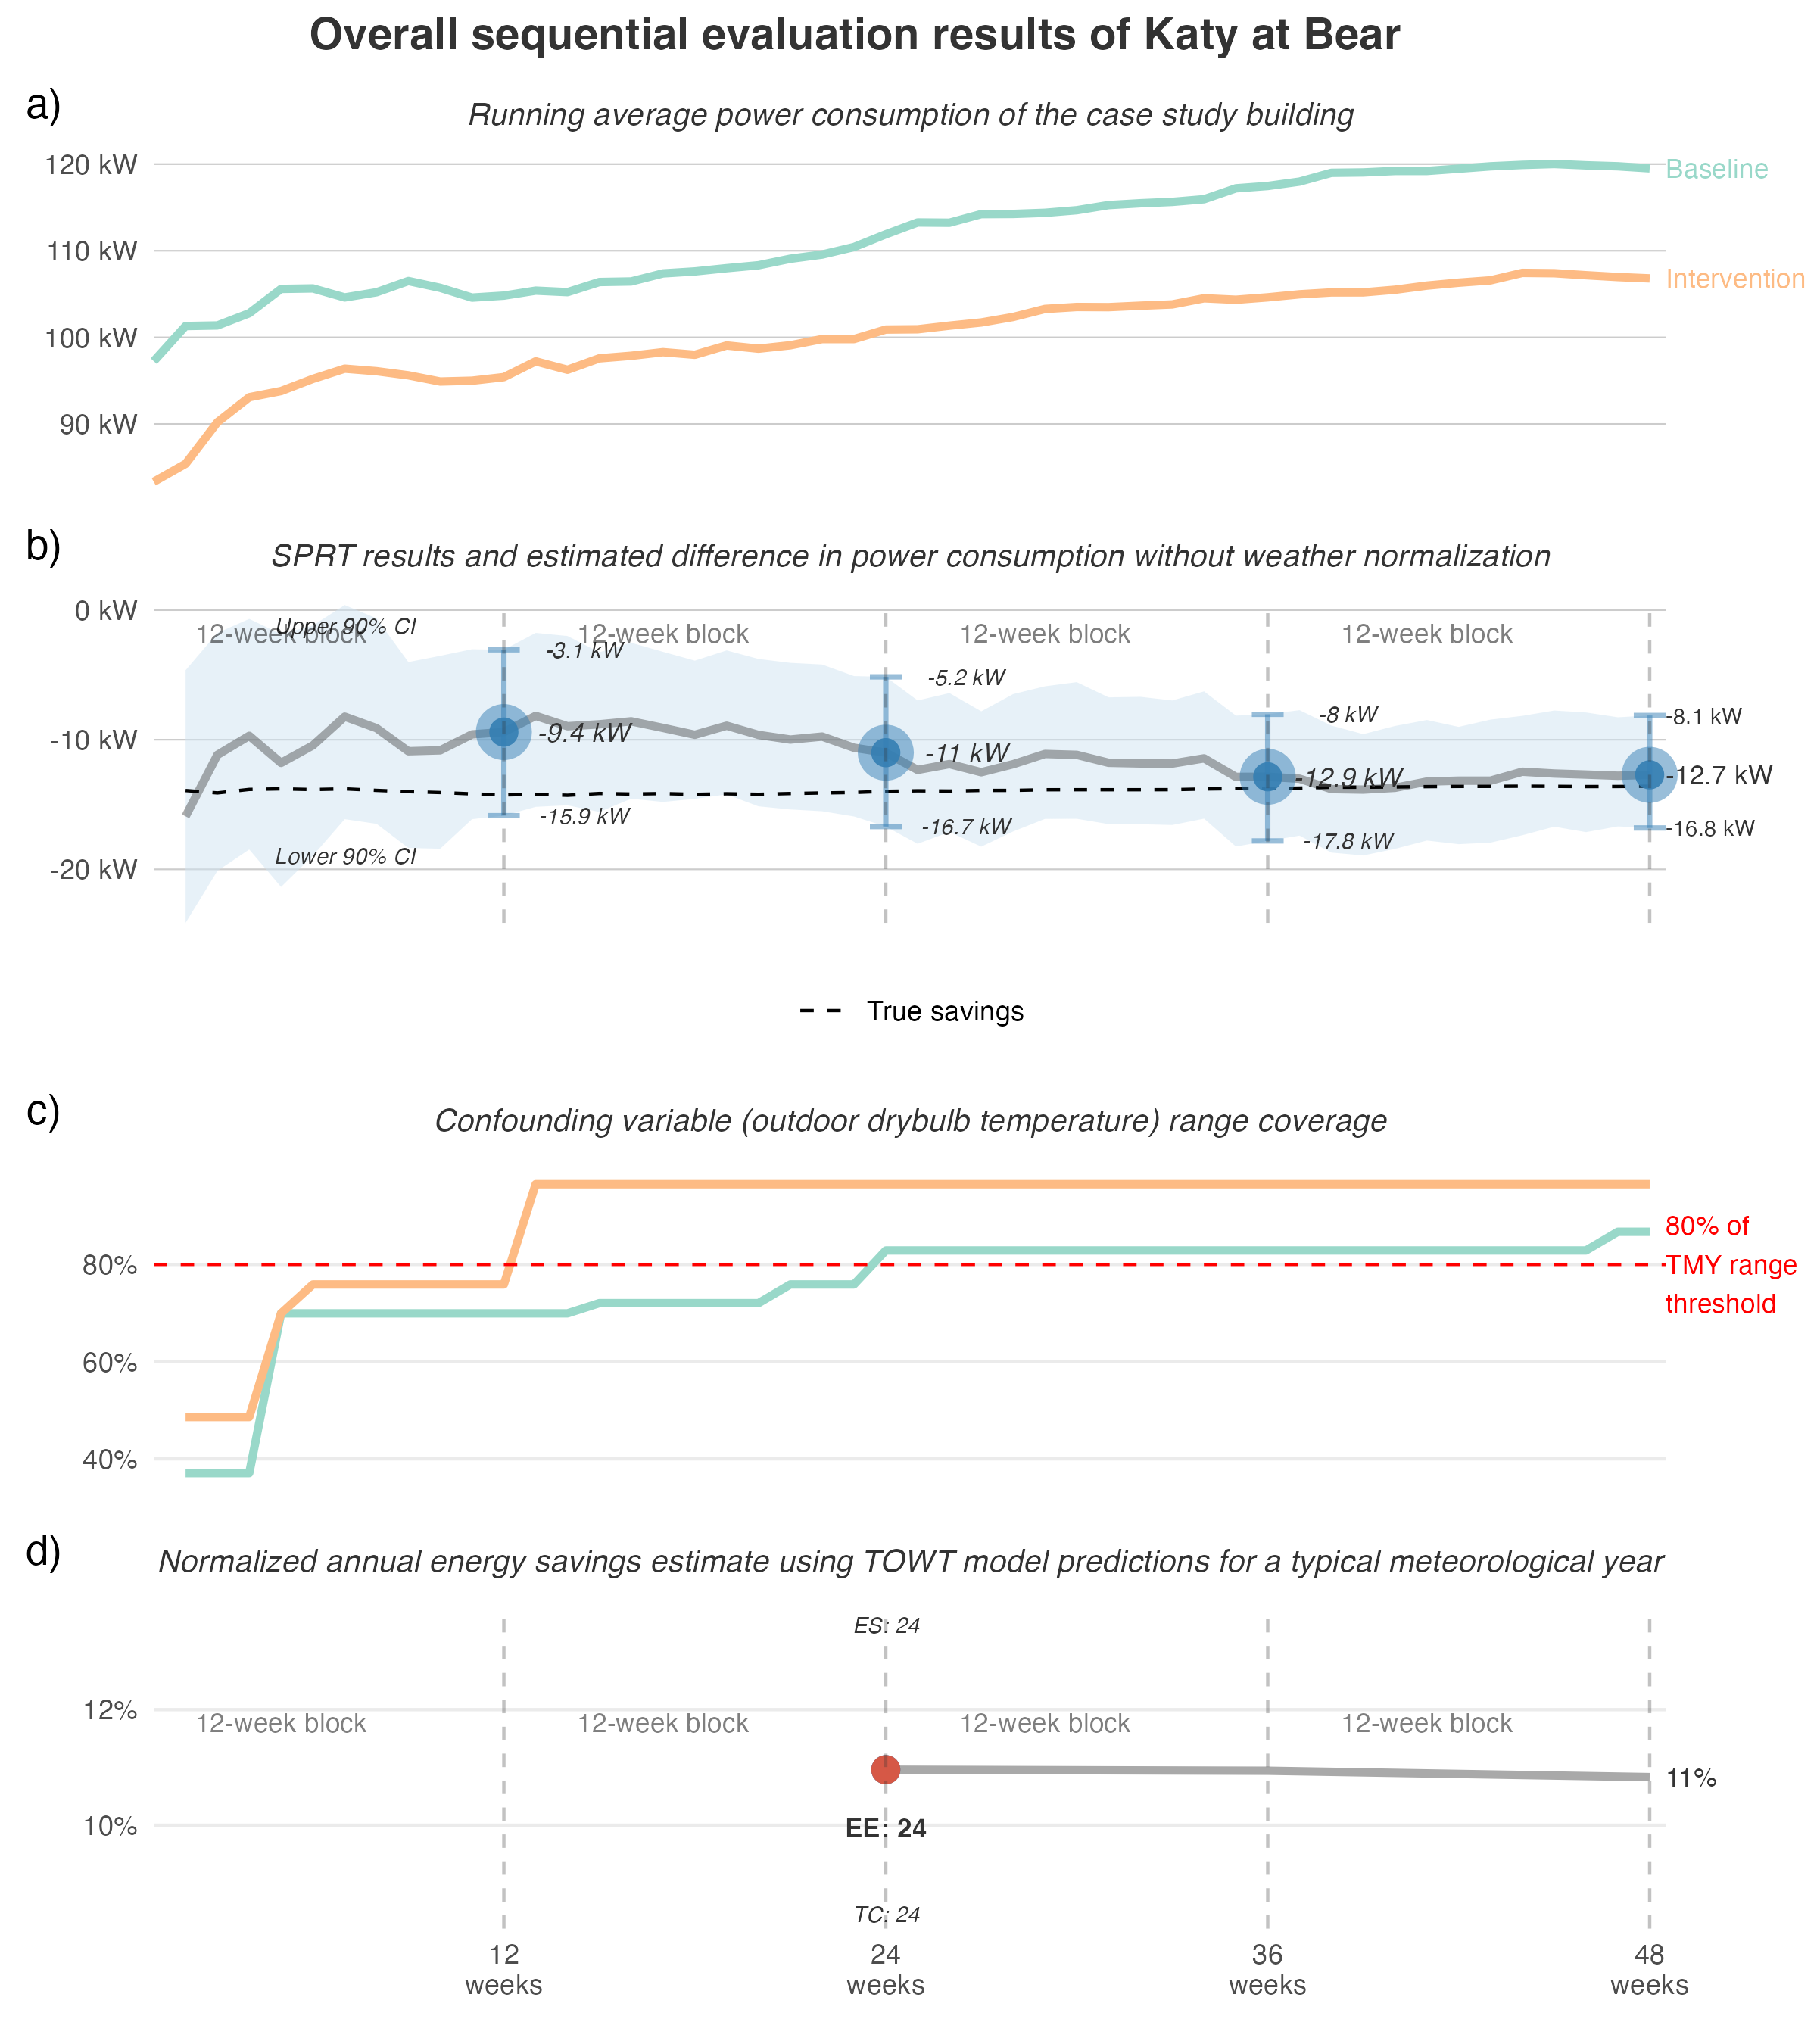 Overall sequential evaluation results of Katy at Bear
a)
Running average power consumption of the case study building
120 kW
110 kW
100 kW
90 kW
Baseline
Intervention
b)
SPRT results and estimated difference in power consumption without weather normalization
0 kW
-10 kW
-20 kW
12-week block
12-week block
12-week block
12-week block
Upper 90% CI
Lower 90% CI
-3.1 kW
-9.4 kW
-15.9 kW
-5.2 kW
-11 kW
-16.7 kW
-8 kW
-12.9 kW
-17.8 kW
-8.1 kW
-12.7 kW
-16.8 kW
True savings
c)
Confounding variable (outdoor drybulb temperature) range coverage
80%
60%
40%
80% of
TMY range
threshold
d)
Normalized annual energy savings estimate using TOWT model predictions for a typical meteorological year
ES: 24
12%
12-week block
12-week block
12-week block
12-week block
11%
10%
EE: 24
TC: 24
12
weeks
24
weeks
36
weeks
48
weeks